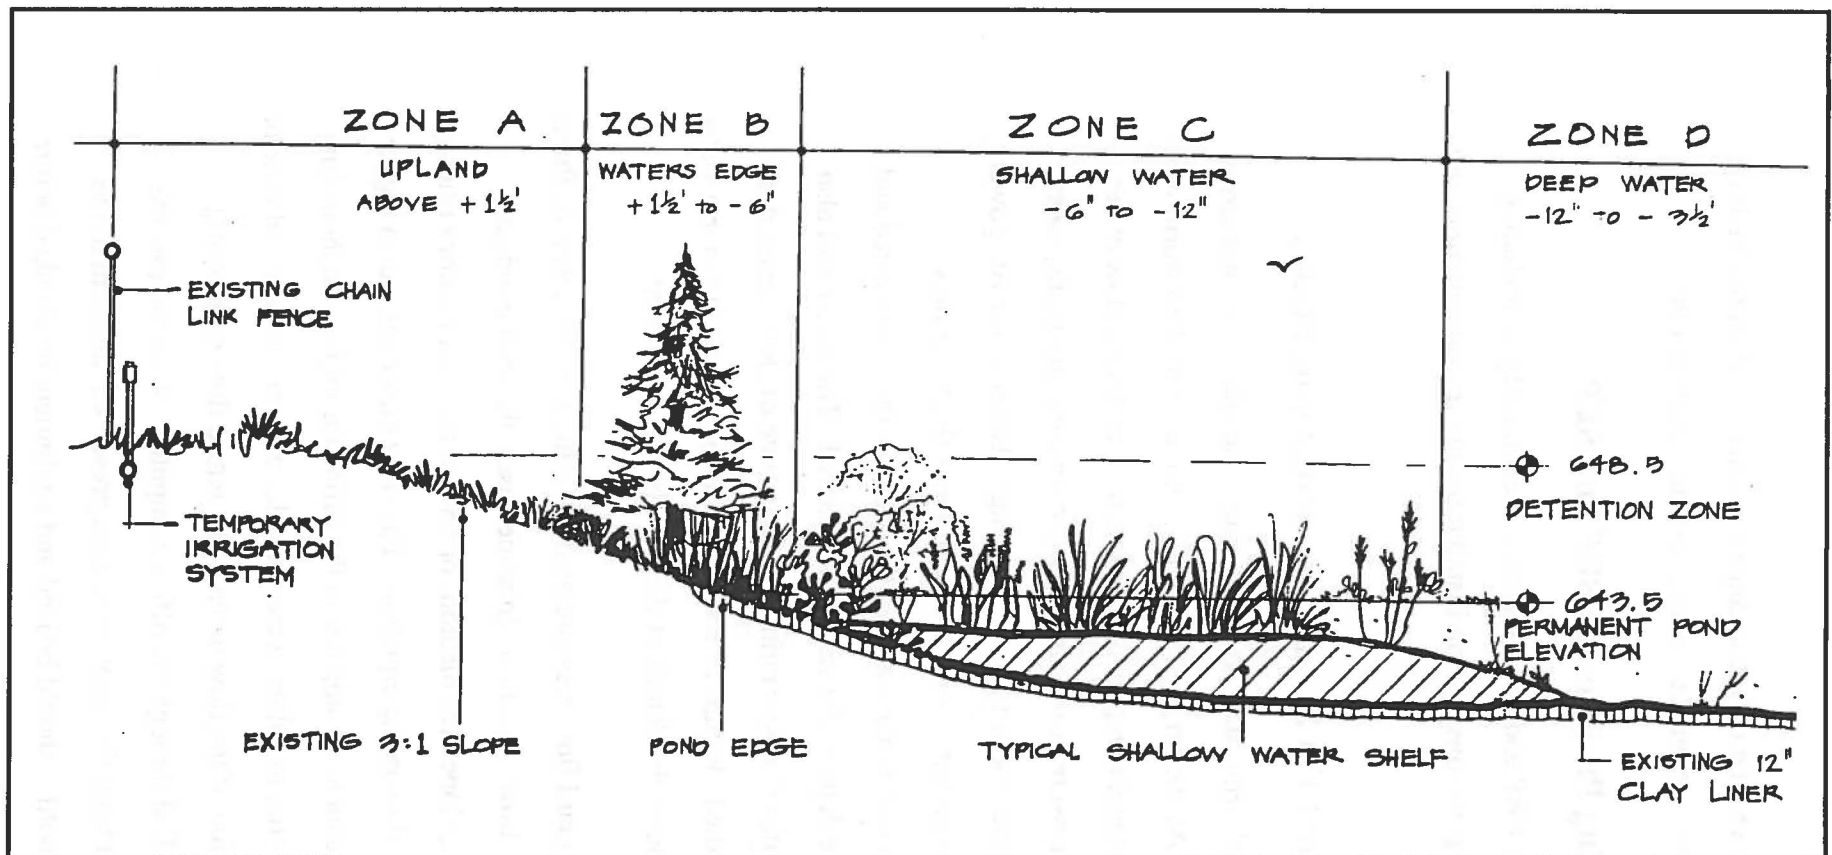 ZONE A
UPLAND
ABOVE +1½'
ZONE B
WATERS EDGE
+1½' to -6"
ZONE C
SHALLOW WATER
-6" to -12"
ZONE D
DEEP WATER
-12" to -3½'
EXISTING CHAIN
LINK FENCE
TEMPORARY
IRRIGATION
SYSTEM
648.5
DETENTION ZONE
643.5
PERMANENT POND
ELEVATION
EXISTING 3:1 SLOPE
POND EDGE
TYPICAL SHALLOW WATER SHELF
EXISTING 12"
CLAY LINER